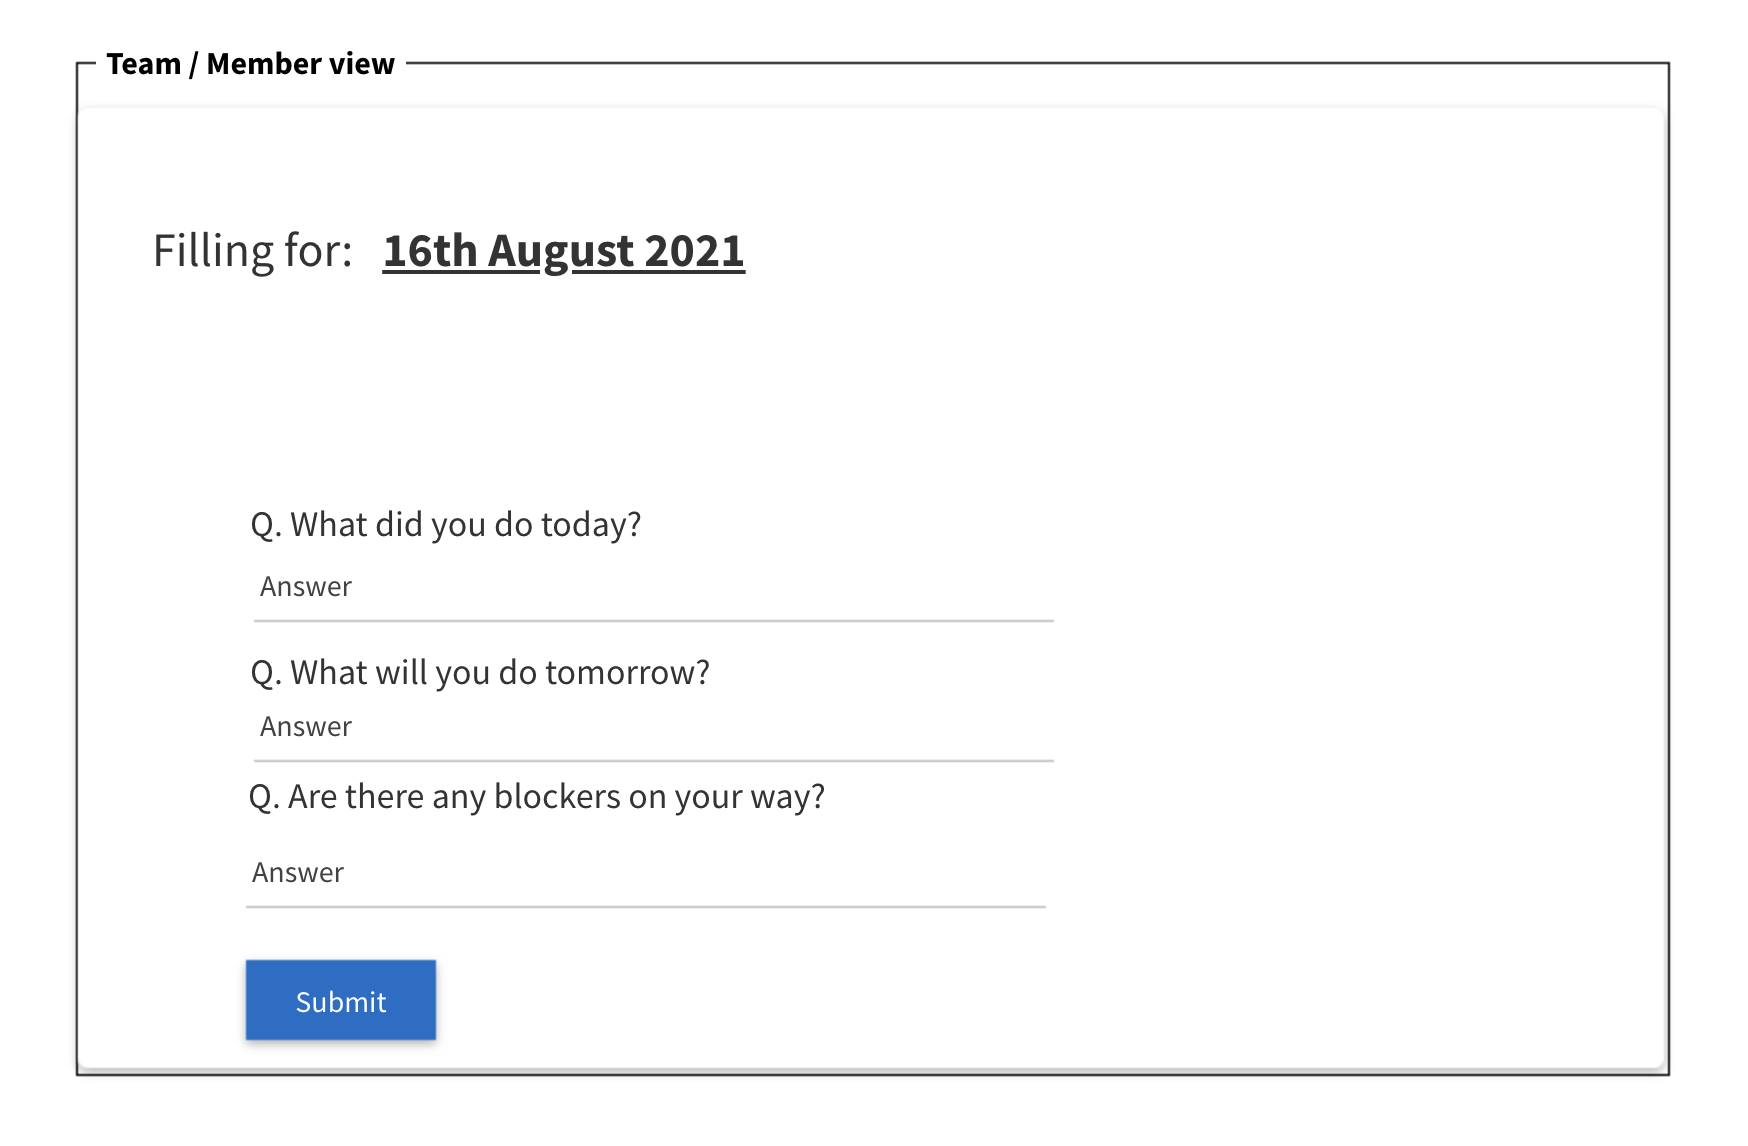 Team / Member view
Filling for: 16th August 2021
Q. What did you do today?
Answer
Q. What will you do tomorrow?
Answer
Q. Are there any blockers on your way?
Answer
Submit